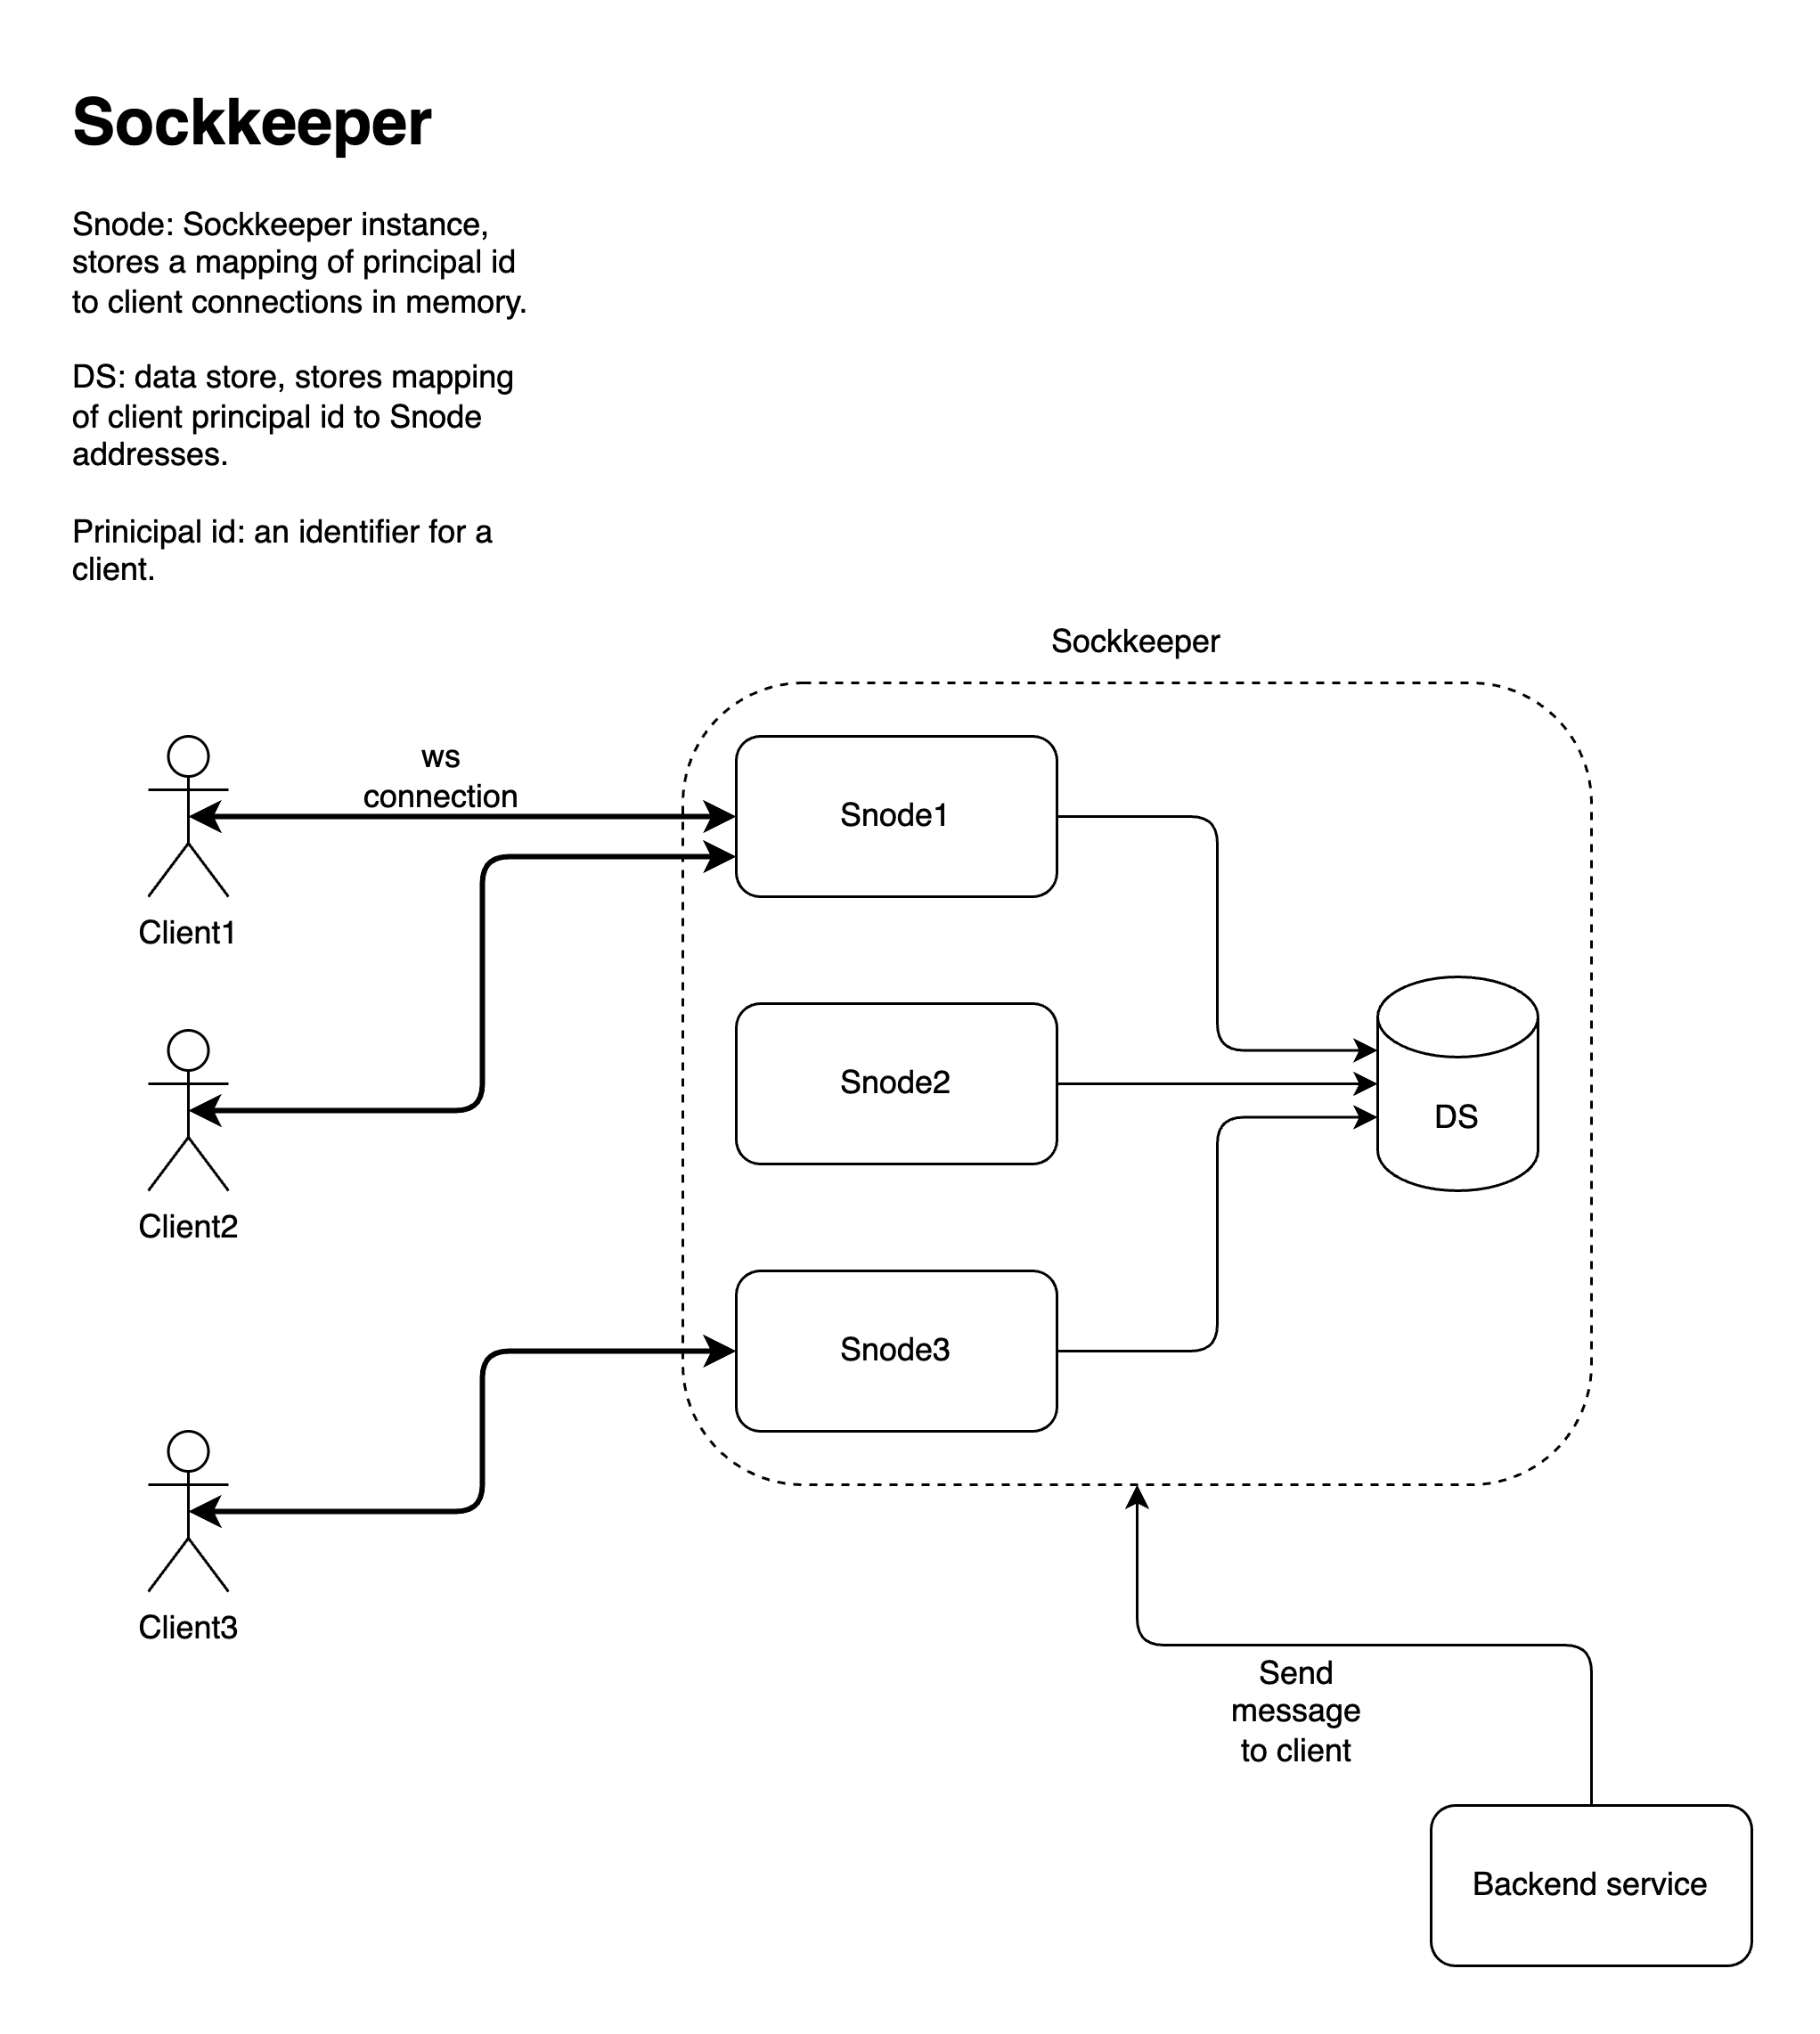 Sockkeeper
Snode: Sockkeeper instance,
stores a mapping of principal id
to client connections in memory.
DS: data store, stores mapping
of client principal id to Snode
addresses.
Prinicipal id: an identifier for a
client.
Sockkeeper
ws
connection
Snode1
Client1
Snode2
DS
Client2
Snode3
Client3
Send
message
to client
Backend service